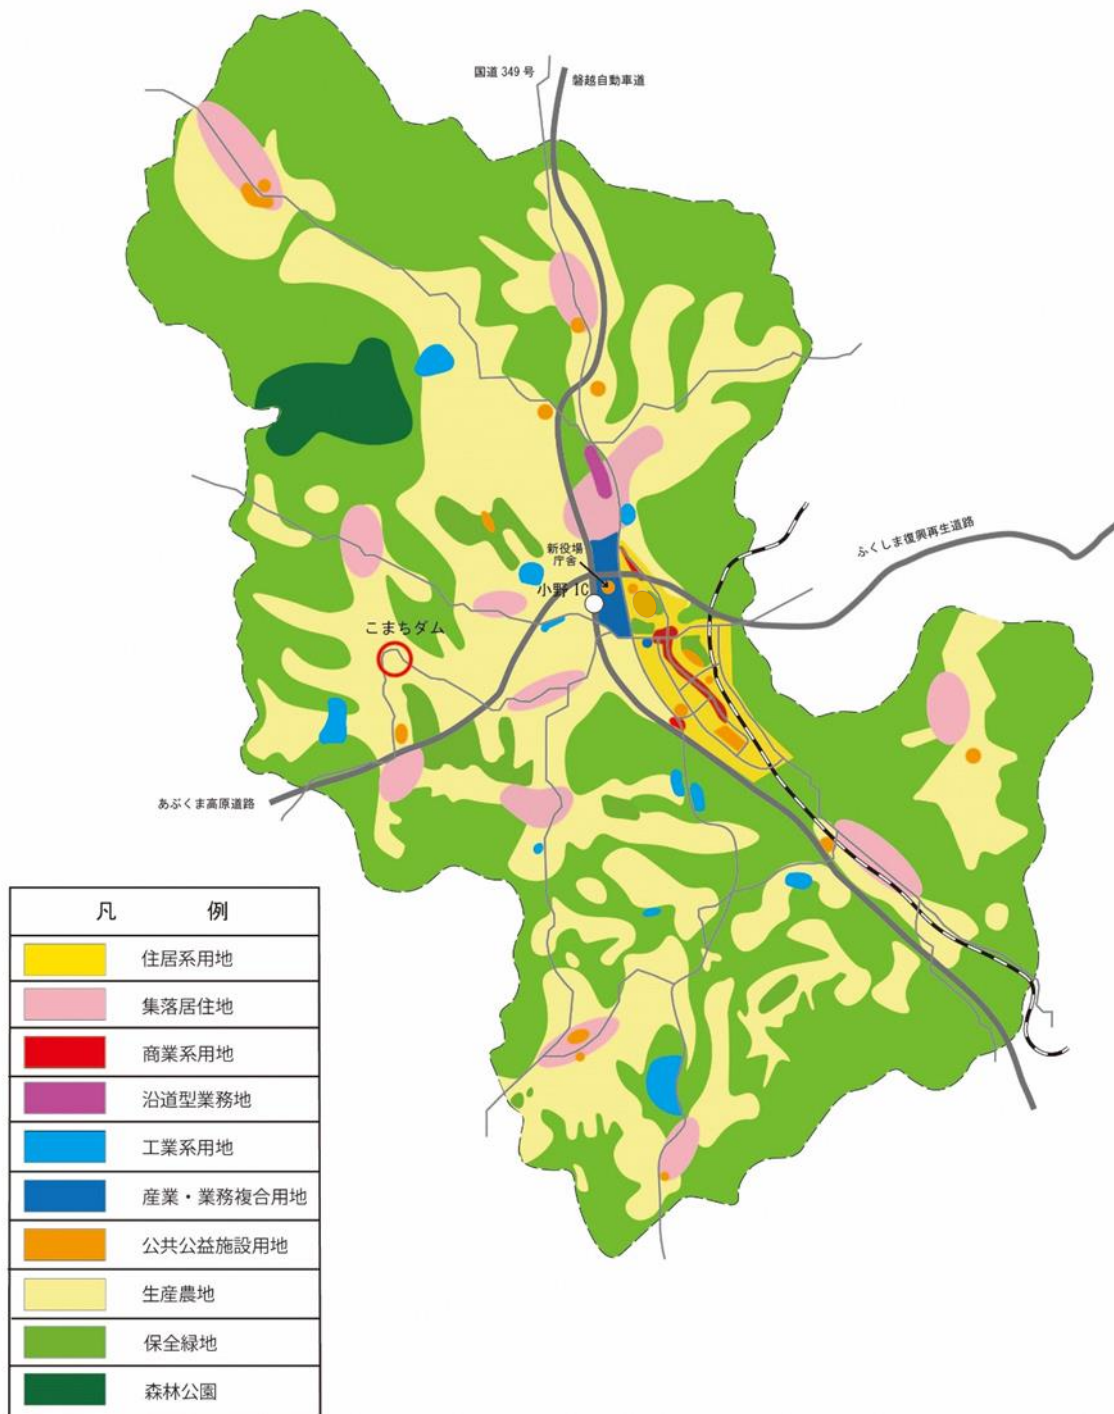 国道 349 号
磐越自動車道
ふくしま復興再生道路
新役場
庁舎
小野 IC
こまちダム
あぶくま高原道路
凡 例
住居系用地
集落居住地
商業系用地
沿道型業務地
工業系用地
産業・業務複合用地
公共公益施設用地
生産農地
保全緑地
森林公園